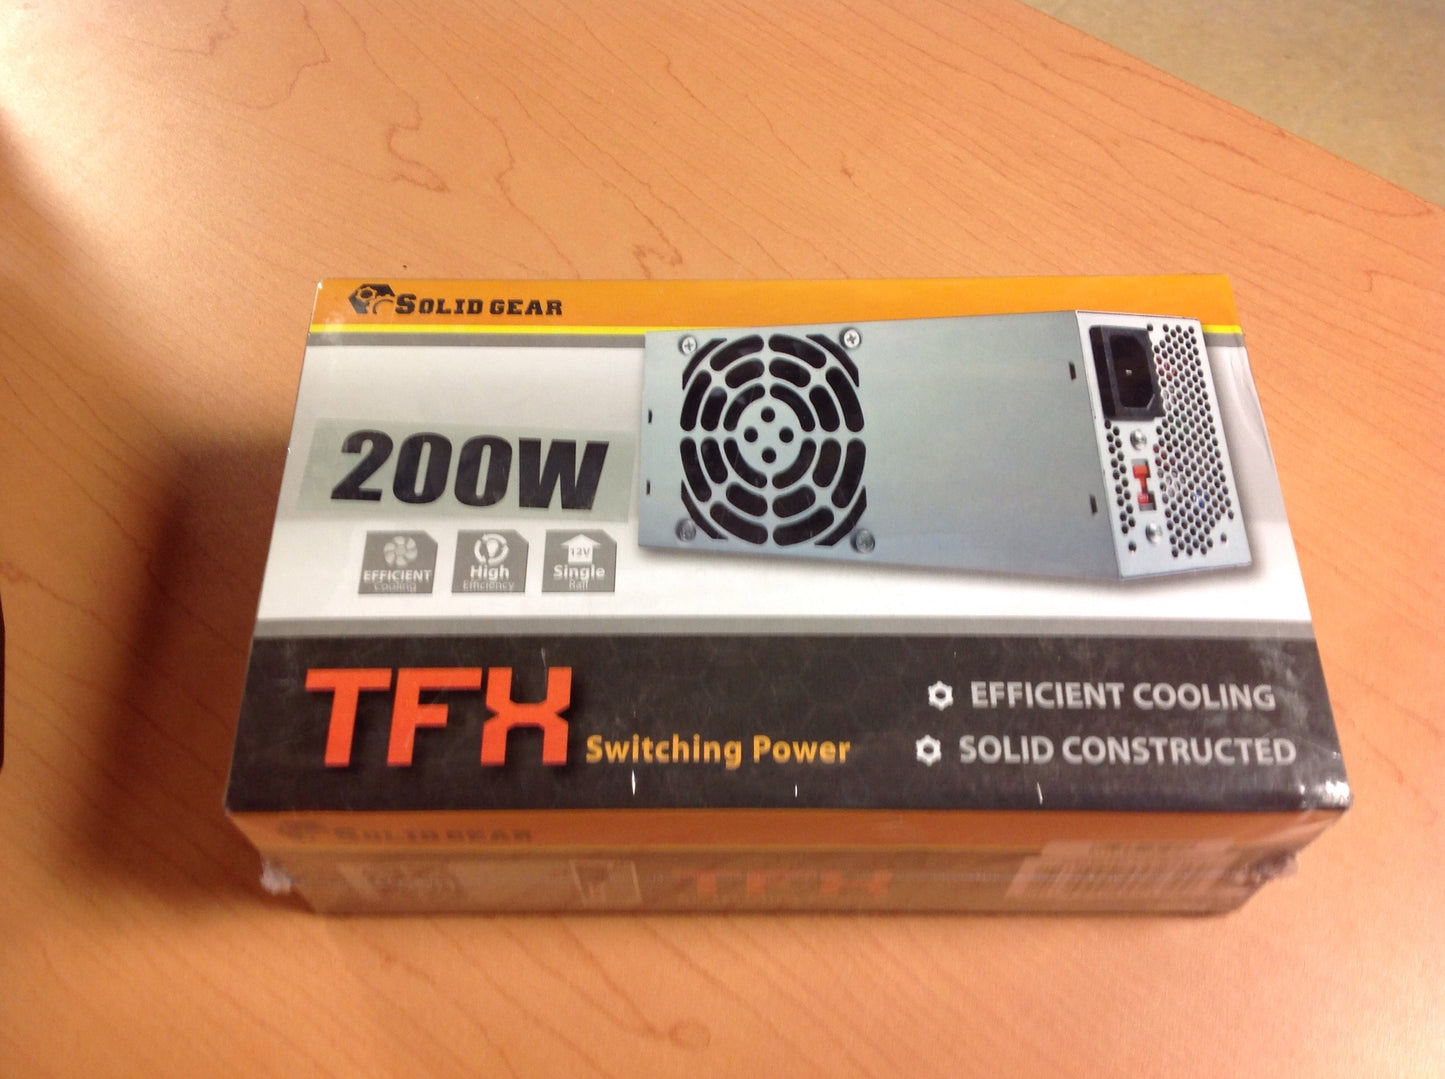 SOLID GEAR
200W
EFFICIENT
Cooling
High
Efficiency
12V
Single
Rail
TFX
Switching Power
EFFICIENT COOLING
SOLID CONSTRUCTED
SOLID GEAR
TFX